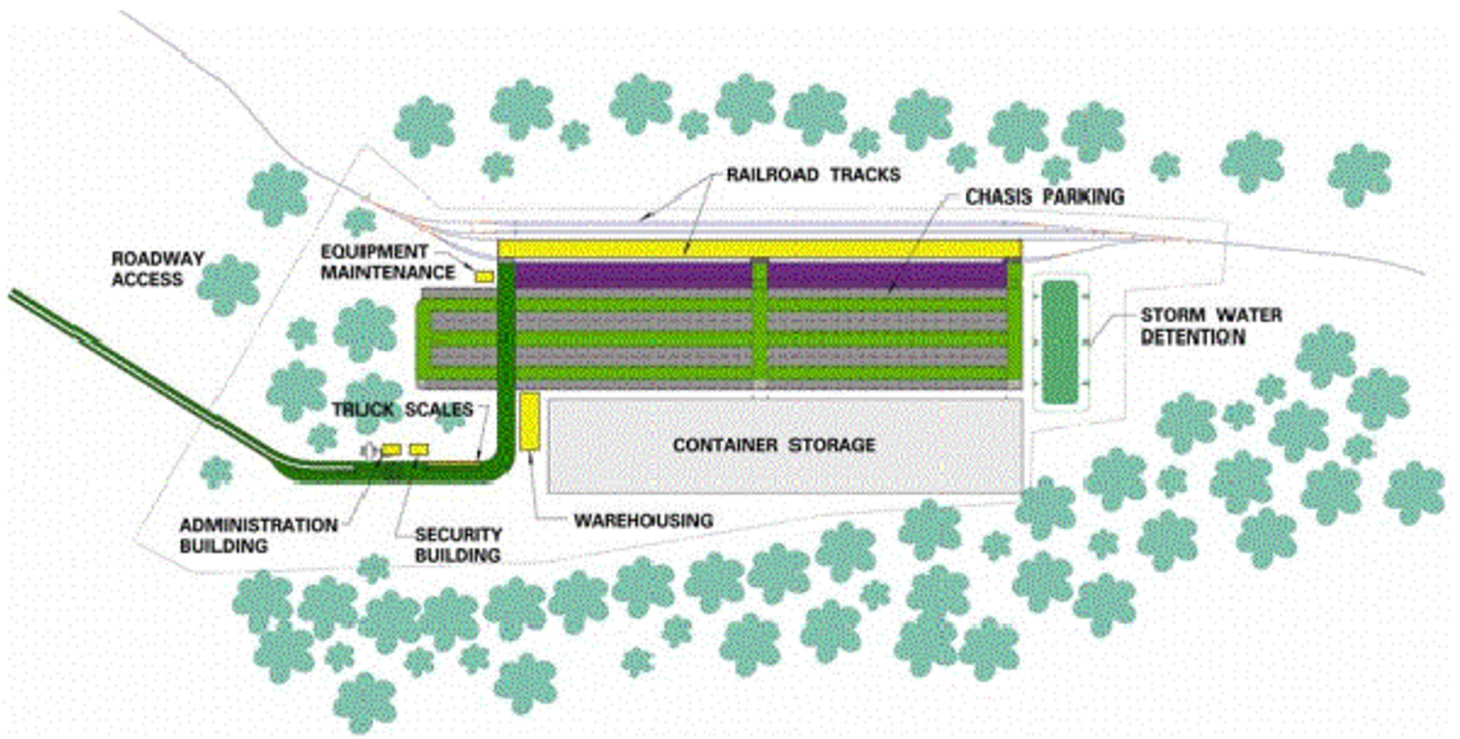 RAILROAD TRACKS
CHASIS PARKING
ROADWAY
ACCESS
EQUIPMENT
MAINTENANCE
STORM WATER
DETENTION
TRUCK SCALES
CONTAINER STORAGE
ADMINISTRATION
BUILDING
SECURITY
BUILDING
WAREHOUSING